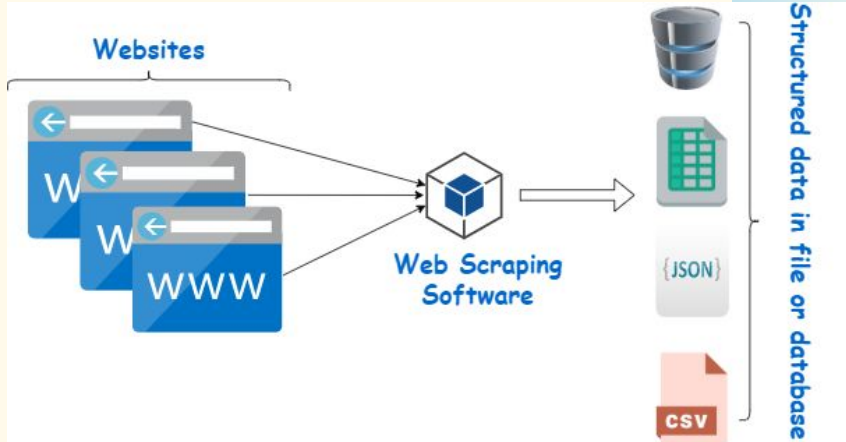 Websites
W
W
WWW
Web Scraping
Software
{JSON}
CSV
Structured data in file or database